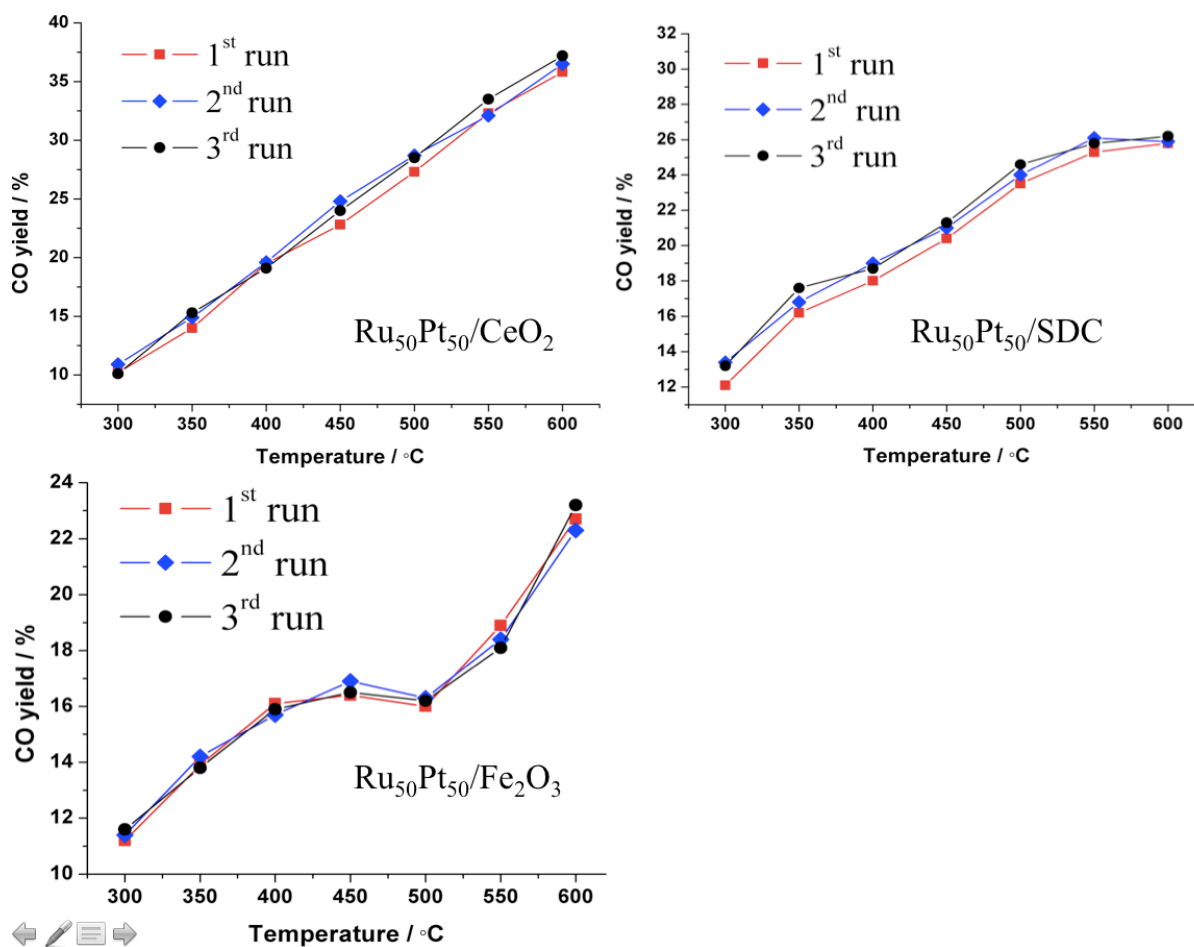 40
35
30
25
20
15
10
CO yield / %
1st run
2nd run
3rd run
Ru50Pt50/CeO2
300 350 400 450 500 550 600
Temperature / °C
32
30
28
26
24
22
20
18
16
14
12
CO yield / %
1st run
2nd run
3rd run
Ru50Pt50/SDC
300 350 400 450 500 550 600
Temperature / °C
24
22
20
18
16
14
12
10
CO yield / %
1st run
2nd run
3rd run
Ru50Pt50/Fe2O3
300 350 400 450 500 550 600
Temperature / °C